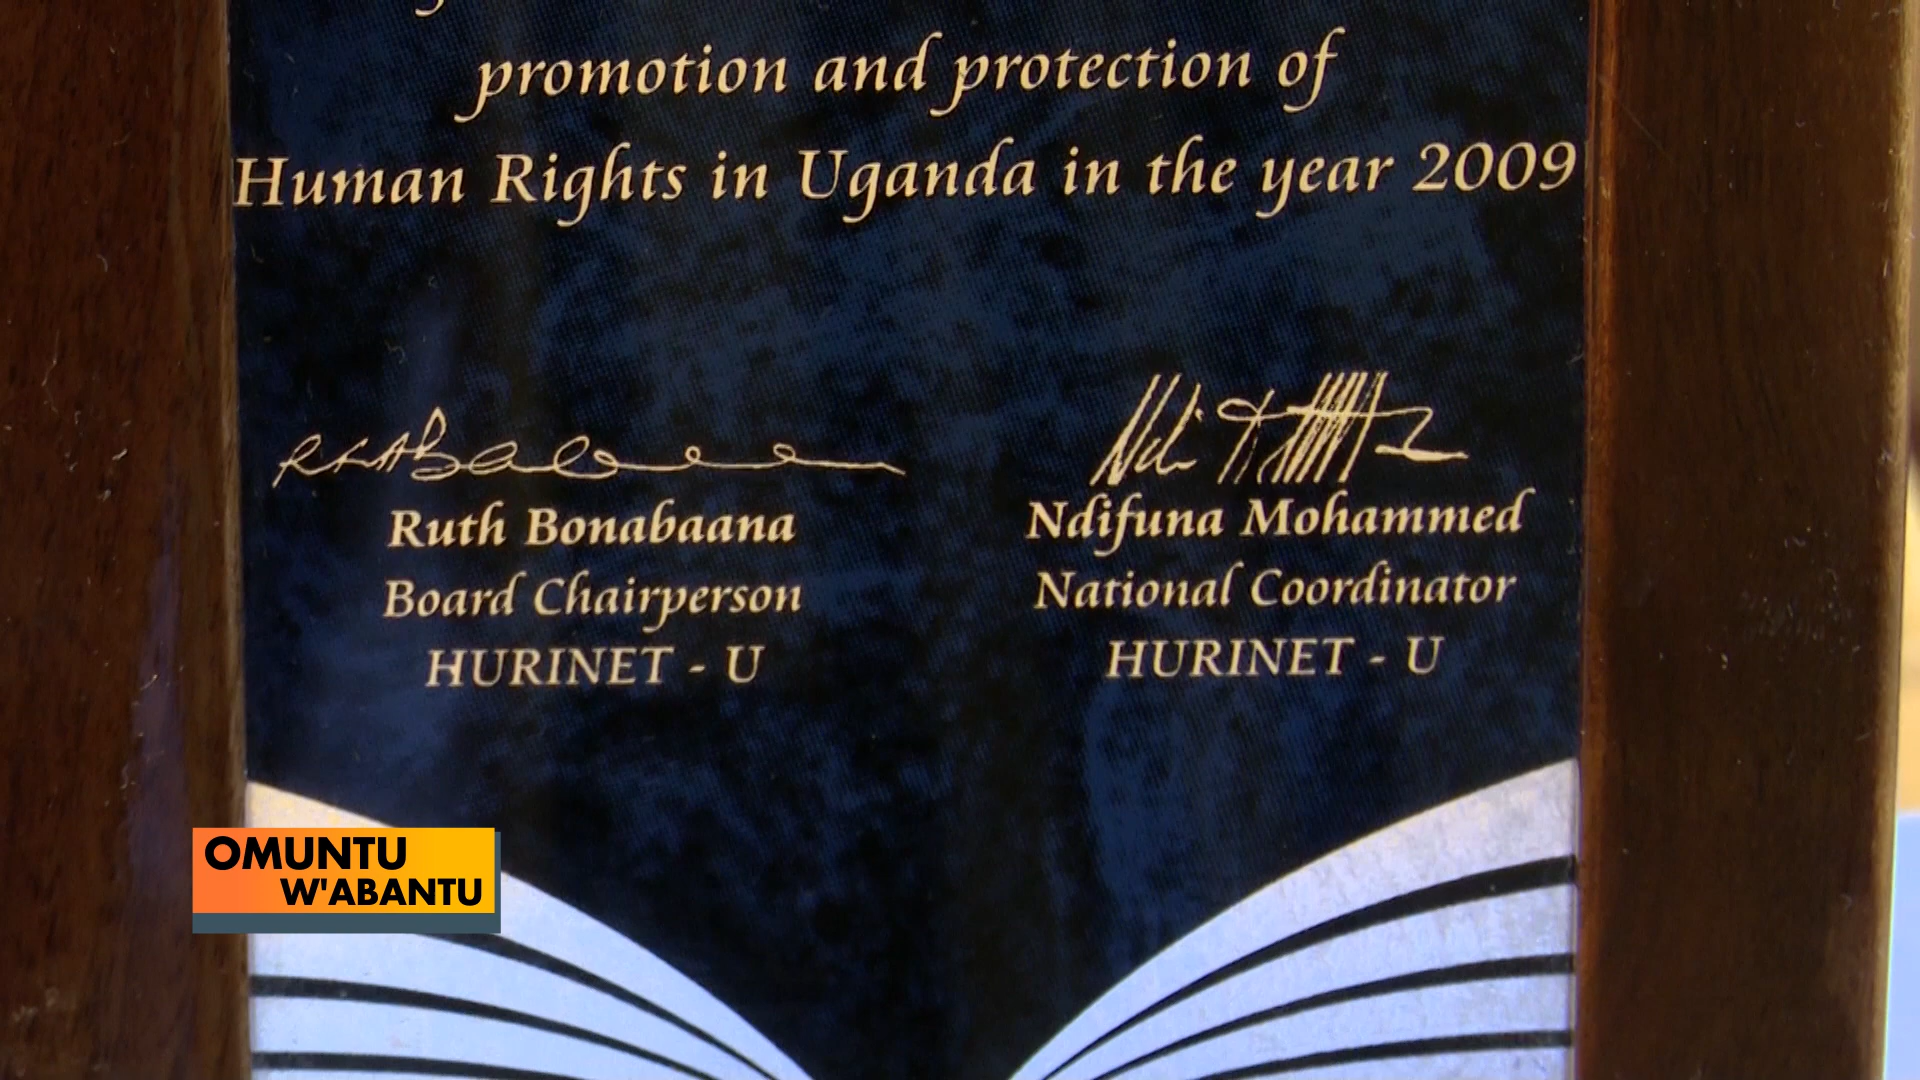 promotion and protection of
Human Rights in Uganda in the year 2009
Ruth Bonabaana
Board Chairperson
HURINET - U
Ndifuna Mohammed
National Coordinator
HURINET - U
OMUNTU
W'ABANTU